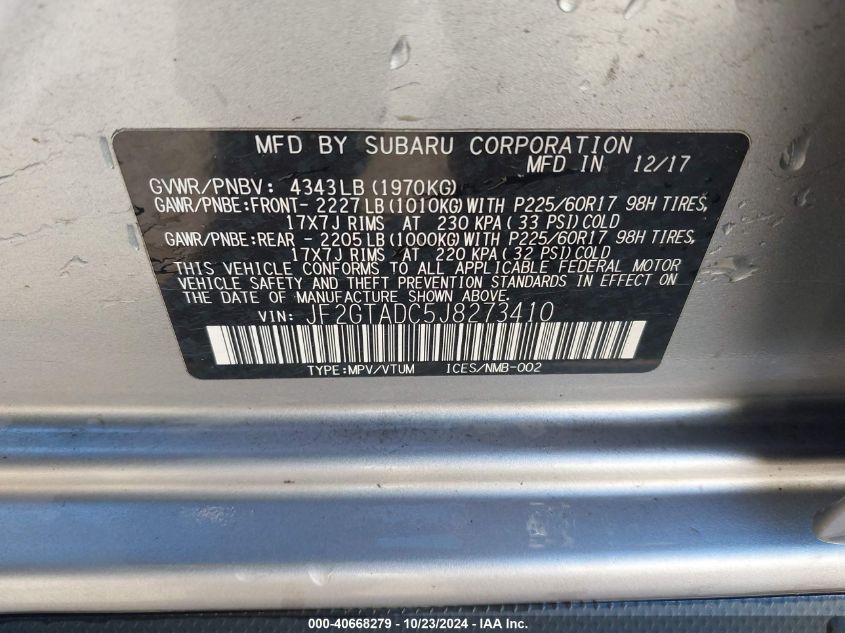 MFD BY SUBARU CORPORATION
MFD IN 12/17
GVWR/PNBV: 4343LB(1970KG)
GAWR/PNBE:FRONT- 2227LB(1010KG)WITH P225/60R17 98H TIRES,
17X7J RIMS AT 230 KPA(33 PSI)COLD
GAWR/PNBE:REAR - 2205LB(1000KG)WITH P225/60R17 98H TIRES,
17X7J RIMS AT 220 KPA(32 PSI)COLD
THIS VEHICLE CONFORMS TO ALL APPLICABLE FEDERAL MOTOR
VEHICLE SAFETY AND THEFT PREVENTION STANDARDS IN EFFECT ON
THE DATE OF MANUFACTURE SHOWN ABOVE.
VIN: JF2GTADC5J8273410
TYPE:MPV/VTUM ICES/NMB-002
000-40668279 - 10/23/2024 - IAAI.COM